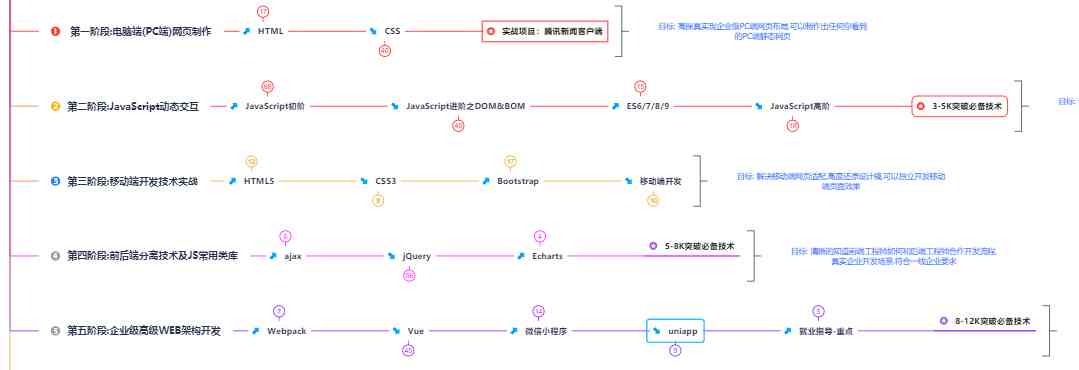 17
1 第一阶段:电脑端(PC端)网页制作 HTML CSS 实战项目：腾讯新闻客户端
40
目标: 高保真实现企业级PC端网页布局,可以制作出任何你看到
的PC端静态网页
68 15
2 第二阶段:JavaScript动态交互 JavaScript初阶 JavaScript进阶之DOM&BOM ES6/7/8/9 JavaScript高阶 3-5K突破必备技术
目标:
12 17
3 第三阶段:移动端开发技术实战 HTML5 CSS3 Bootstrap 移动端开发
目标: 解决移动端网页适配,高度还原设计稿,可以独立开发移动
端页面效果
4
4 第四阶段:前后端分离技术及JS常用类库 ajax jQuery Echarts 5-8K突破必备技术
目标: 清晰的知道前端工程师如何和后端工程师合作开发流程,
真实企业开发场景,符合一线企业要求
7 14 5
5 第五阶段:企业级高级WEB架构开发 Webpack Vue 微信小程序 uniapp 就业指导-重点 8-12K突破必备技术
45 9